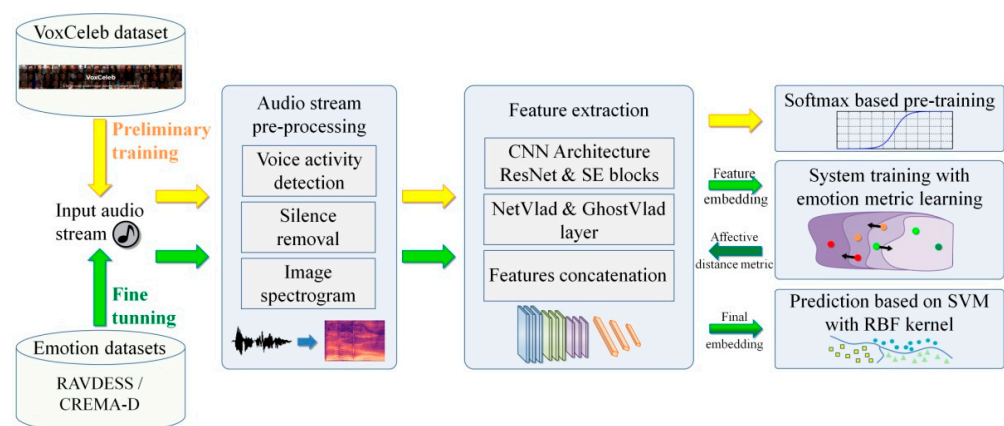 VoxCeleb dataset
VoxCeleb
Preliminary
training
Input audio
stream
Fine
tunning
Emotion datasets
RAVDESS /
CREMA-D
Audio stream
pre-processing
Voice activity
detection
Silence
removal
Image
spectrogram
Feature extraction
CNN Architecture
ResNet & SE blocks
NetVlad & GhostVlad
layer
Features concatenation
Feature
embedding
Affective
distance metric
Final
embedding
Softmax based pre-training
System training with
emotion metric learning
Prediction based on SVM
with RBF kernel